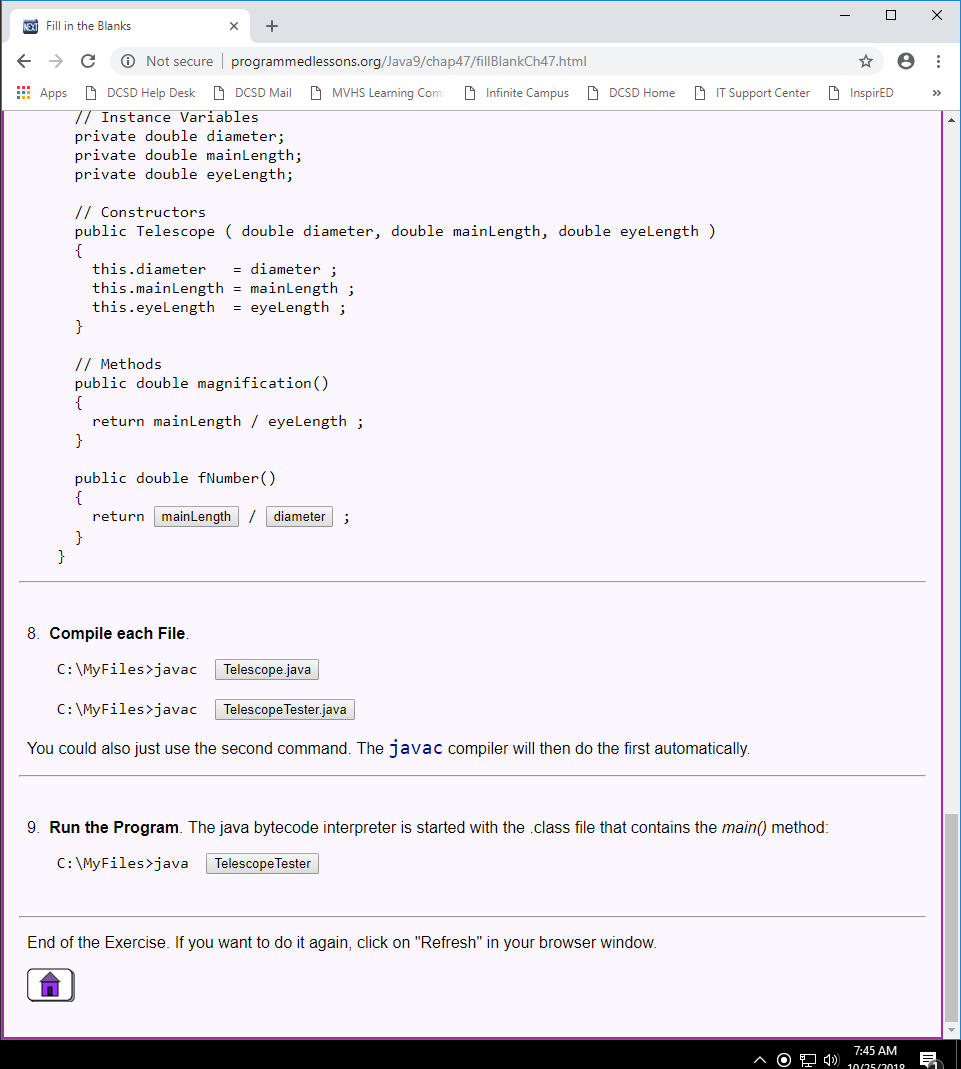 NEXT Fill in the Blanks
Not secure programmedlessons.org/Java9/chap47/fillBlankCh47.html
Apps DCSD Help Desk DCSD Mail MVHS Learning Com Infinite Campus DCSD Home IT Support Center InspirED »
// Instance Variables
private double diameter;
private double mainLength;
private double eyeLength;
// Constructors
public Telescope ( double diameter, double mainLength, double eyeLength )
{
this.diameter = diameter ;
this.mainLength = mainLength ;
this.eyeLength = eyeLength ;
}
// Methods
public double magnification()
{
return mainLength / eyeLength ;
}
public double fNumber()
{
return mainLength / diameter ;
}
}
8. Compile each File.
C:\MyFiles>javac Telescope.java
C:\MyFiles>javac TelescopeTester.java
You could also just use the second command. The javac compiler will then do the first automatically.
9. Run the Program. The java bytecode interpreter is started with the .class file that contains the main() method:
C:\MyFiles>java TelescopeTester
End of the Exercise. If you want to do it again, click on "Refresh" in your browser window.
7:45 AM
10/25/2018